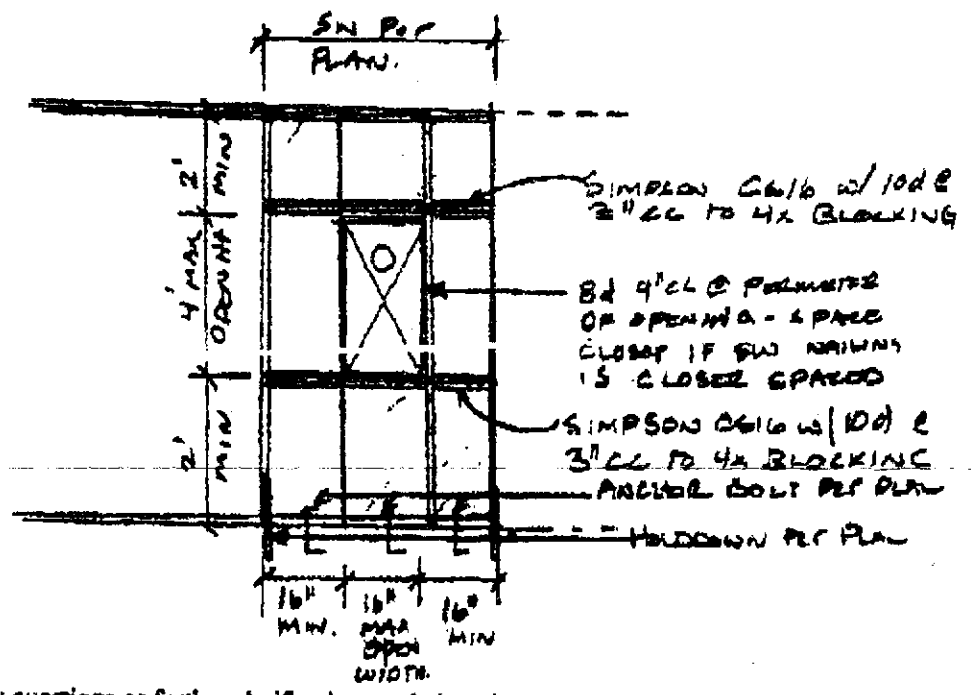 SW PER
PLAN.
2' MIN
4' MAX OPENING
2' MIN
SIMPSON CS16 W/ 10d @
3" CC TO 4x BLOCKING
8d 4" CC @ PERIMETER
OF OPENING - SPACE
CLOSER IF SW NAILING
IS CLOSER SPACED
SIMPSON CS16 W/ 10d @
3" CC TO 4x BLOCKING
ANCHOR BOLT PER PLAN
HOLDDOWN PER PLAN
16"
MIN.
16"
MAX
OPEN
WIDTH.
16"
MIN